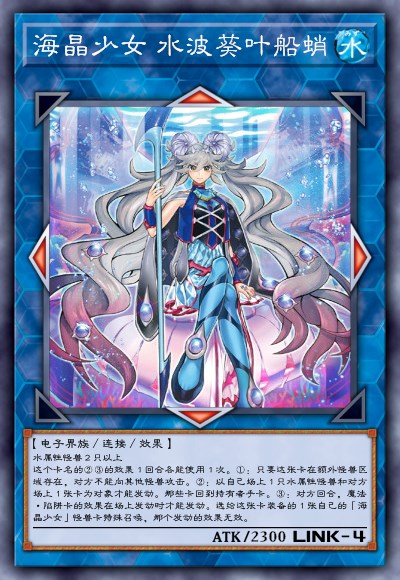 海晶少女 水波葵叶船蛸
水
【电子界族／连接／效果】
水属性怪兽２只以上
这个卡名的②③的效果１回合各能使用１次。①：只要这张卡在额外怪兽区
域存在，对方不能向其他怪兽攻击。②：以自己场上１只水属性怪兽和对方
场上１张卡为对象才能发动。那些卡回到持有者手卡。③：对方回合，魔法
·陷阱卡的效果在场上发动时才能发动。选给这张卡装备的１张自己的「海
晶少女」怪兽卡特殊召唤，那个发动的效果无效。
ATK/2300 LINK-4